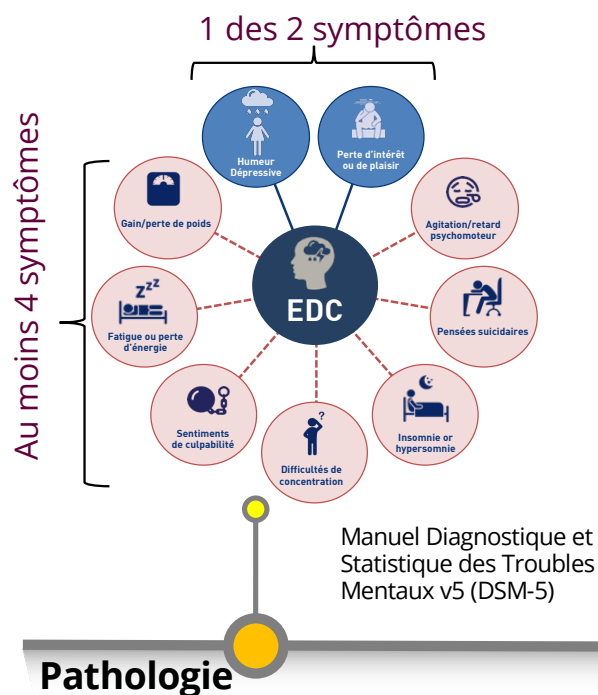 1 des 2 symptômes
Au moins 4 symptômes
Humeur
Dépressive
Perte d'intérêt
ou de plaisir
Gain/perte de poids
Agitation/retard
psychomoteur
EDC
zzz
Fatigue ou perte
d'énergie
Pensées suicidaires
Sentiments
de culpabilité
?
Difficultés de
concentration
Insomnie or
hypersomnie
Manuel Diagnostique et
Statistique des Troubles
Mentaux v5 (DSM-5)
Pathologie